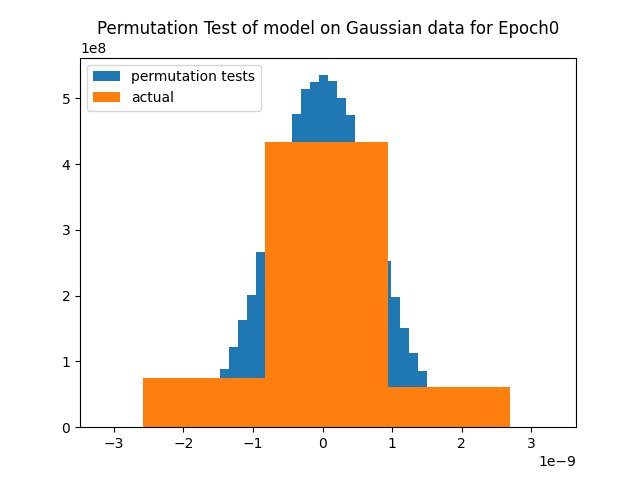 Permutation Test of model on Gaussian data for Epoch0
1e8
permutation tests
actual
5
4
3
2
1
0
−3 −2 −1 0 1 2 3
1e−9